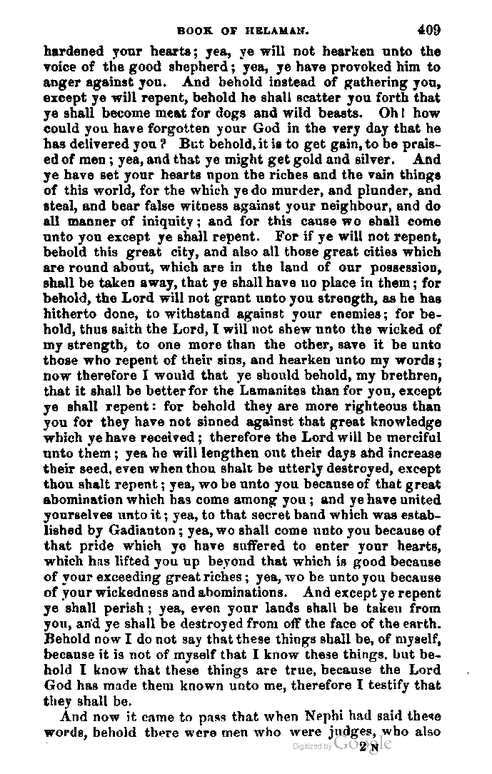 BOOK OF HELAMAN. 409
hardened your hearts; yea, ye will not hearken unto the
voice of the good shepherd; yea, ye have provoked him to
anger against you. And behold instead of gathering you,
except ye will repent, behold he shall scatter you forth that
ye shall become meat for dogs and wild beasts. Oh! how
could you have forgotten your God in the very day that he
has delivered you? But behold, it is to get gain, to be prais-
ed of men; yea, and that ye might get gold and silver. And
ye have set your hearts upon the riches and the vain things
of this world, for the which ye do murder, and plunder, and
steal, and bear false witness against your neighbour, and do
all manner of iniquity; and for this cause wo shall come
unto you except ye shall repent. For if ye will not repent,
behold this great city, and also all those great cities which
are round about, which are in the land of our possession,
shall be taken away, that ye shall have no place in them; for
behold, the Lord will not grant unto you strength, as he has
hitherto done, to withstand against your enemies; for be-
hold, thus saith the Lord, I will not shew unto the wicked of
my strength, to one more than the other, save it be unto
those who repent of their sins, and hearken unto my words;
now therefore I would that ye should behold, my brethren,
that it shall be better for the Lamanites than for you, except
ye shall repent: for behold they are more righteous than
you for they have not sinned against that great knowledge
which ye have received; therefore the Lord will be merciful
unto them; yea he will lengthen out their days and increase
their seed, even when thou shalt be utterly destroyed, except
thou shalt repent; yea, wo be unto you because of that great
abomination which has come among you; and ye have united
yourselves unto it; yea, to that secret band which was estab-
lished by Gadianton; yea, wo shall come unto you because of
that pride which ye have suffered to enter your hearts,
which has lifted you up beyond that which is good because
of your exceeding great riches; yea, wo be unto you because
of your wickedness and abominations. And except ye repent
ye shall perish; yea, even your lands shall be taken from
you, and ye shall be destroyed from off the face of the earth.
Behold now I do not say that these things shall be, of myself,
because it is not of myself that I know these things, but be-
hold I know that these things are true, because the Lord
God has made them known unto me, therefore I testify that
they shall be.
And now it came to pass that when Nephi had said these
words, behold there were men who were judges, who also
Digitized by Google 2 N